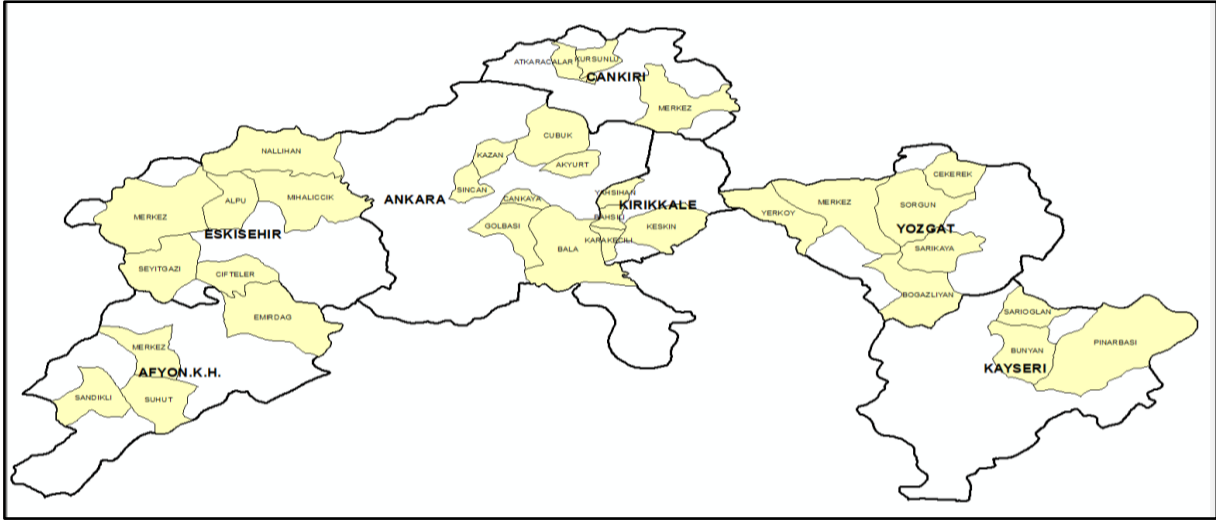 ATKARACALAR
KURSUNLU
CANKIRI
MERKEZ
CUBUK
NALLIHAN
KAZAN
AKYURT
SINCAN
CEKEREK
MIHALICCIK
ALPU
MERKEZ
ANKARA
CANKAYA
YAHSIHAN
KIRIKKALE
BAHSILI
KESKIN
KARAKECILI
GOLBASI
BALA
ESKISEHIR
SEYITGAZI
CIFTELER
EMIRDAG
YERKOY
MERKEZ
SORGUN
YOZGAT
SARIKAYA
BOGAZLIYAN
SARIOGLAN
BUNYAN
PINARBASI
KAYSERI
MERKEZ
AFYON.K.H.
SANDIKLI
SUHUT